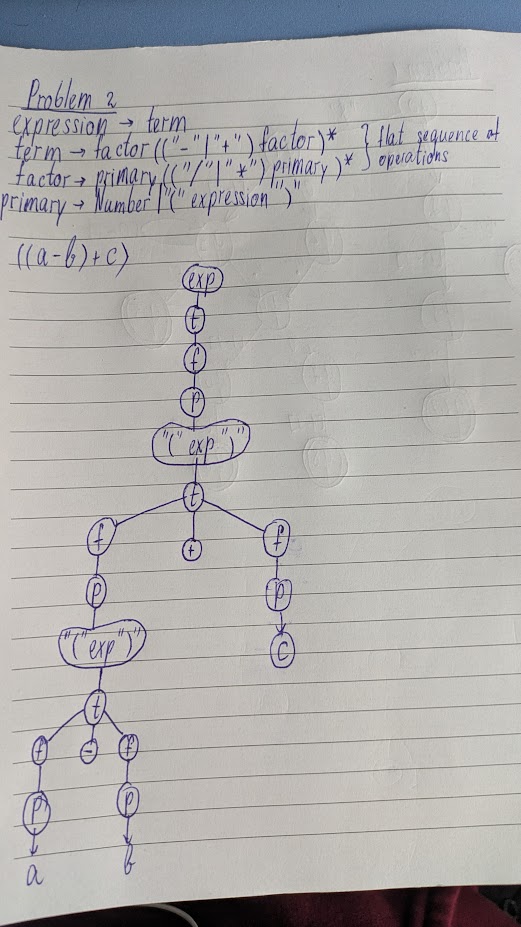 Problem 2
expression → term
term → factor(("-"|"+") factor)* } flat sequence of
factor → primary(("/"|"*") primary)* operations
primary → Number | "(" expression ")"
((a-b)+c)
exp
t
f
p
"(" exp ")"
t
f + f
p p
"(" exp ")" c
t
f - f
p p
a b